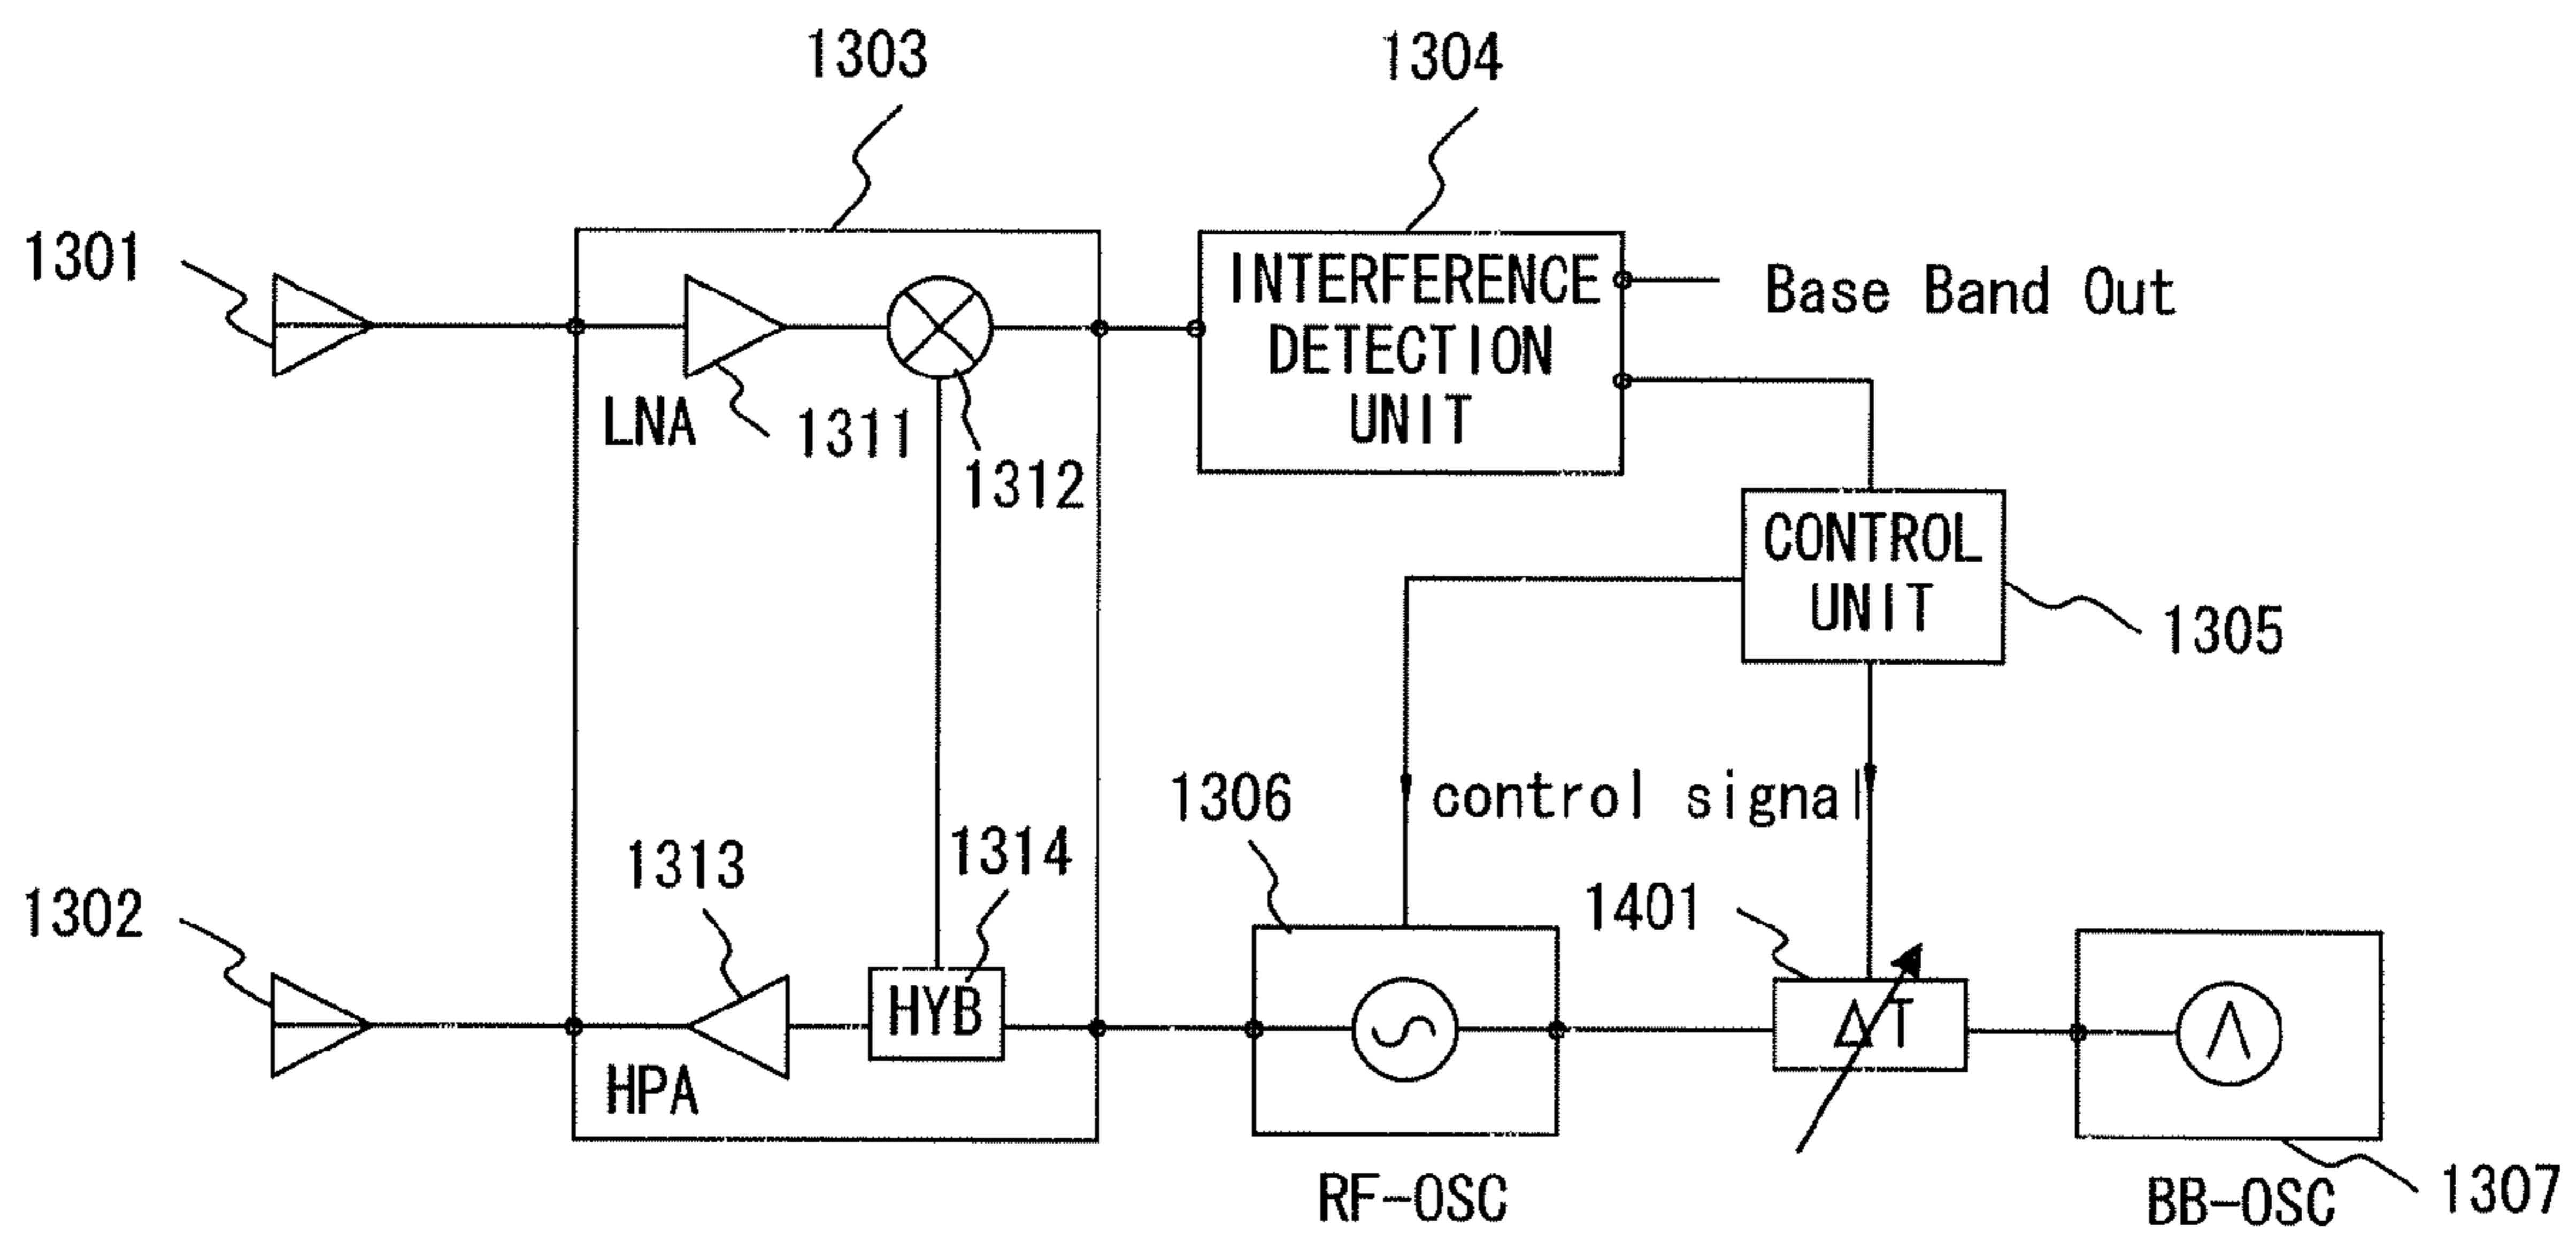 1303
1304
1301
INTERFERENCE
DETECTION
UNIT
Base Band Out
LNA
1311
1312
CONTROL
UNIT
1305
control signal
1306
1313
1314
1401
1302
HYB
Δ T
HPA
RF-OSC
BB-OSC
1307